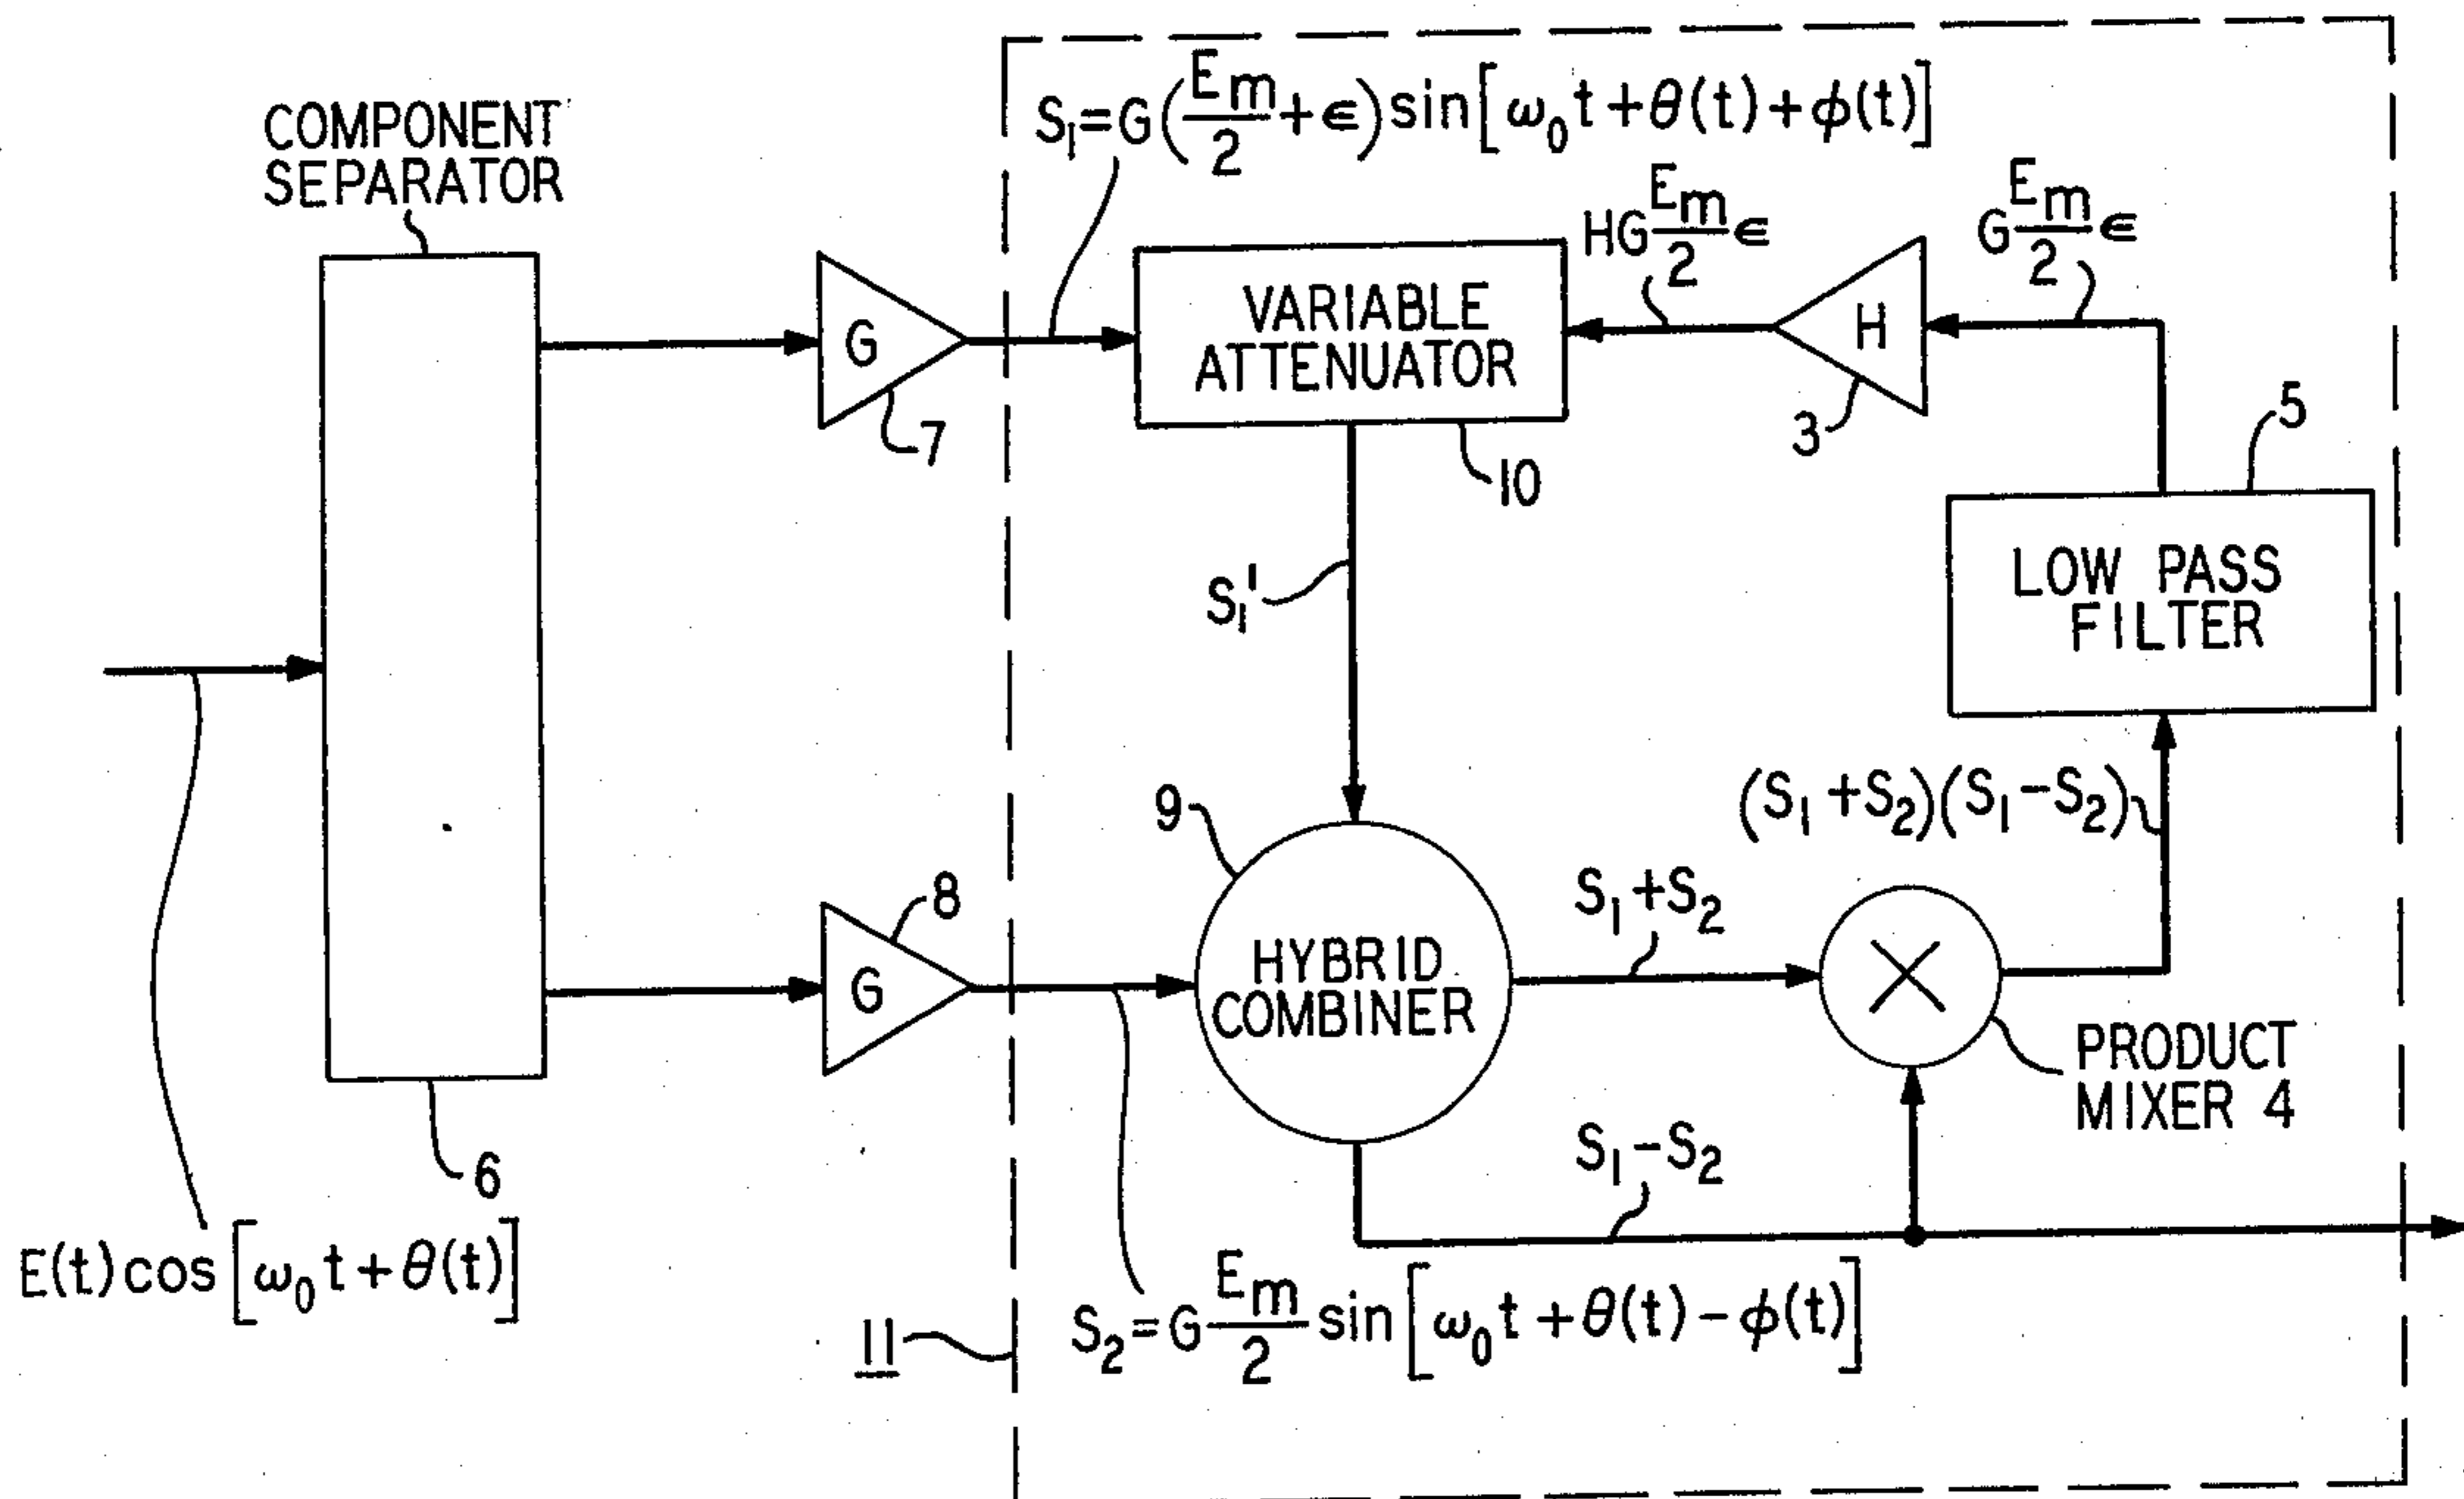 COMPONENT
SEPARATOR
S₁=G(Em/2+ϵ)sin[ω₀t+θ(t)+ϕ(t)]
HG Em/2 ϵ
G Em/2 ϵ
G
7
VARIABLE
ATTENUATOR
10
H
3
5
LOW PASS
FILTER
S₁'
(S₁+S₂)(S₁-S₂)
9
8
G
HYBRID
COMBINER
S₁+S₂
PRODUCT
MIXER 4
S₁-S₂
6
E(t)cos[ω₀t+θ(t)]
11
S₂=G Em/2 sin[ω₀t+θ(t)-ϕ(t)]